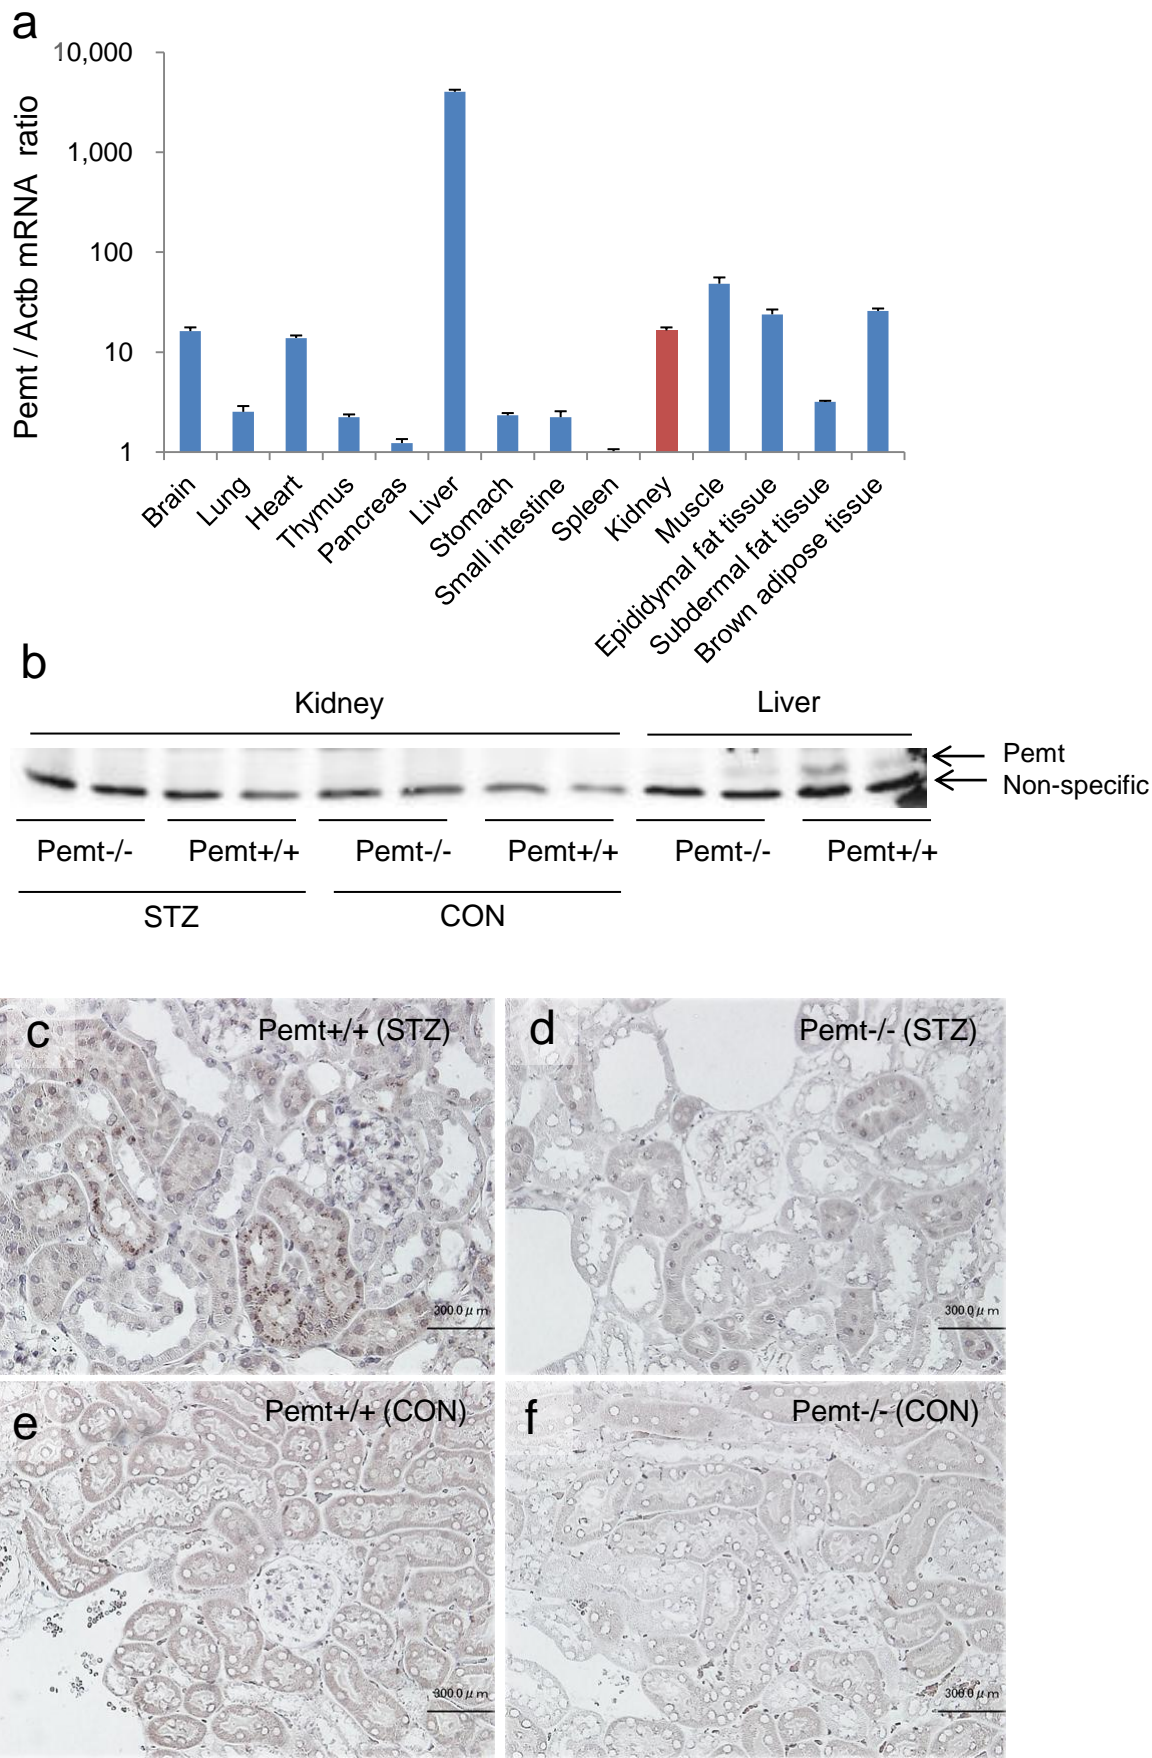 a
10,000
1,000
100
10
1
Pemt / Actb mRNA ratio
Brain
Lung
Heart
Thymus
Pancreas
Liver
Stomach
Small intestine
Spleen
Kidney
Muscle
Epididymal fat tissue
Subdermal fat tissue
Brown adipose tissue
b
Kidney
Liver
Pemt
Non-specific
Pemt-/-
Pemt+/+
Pemt-/-
Pemt+/+
Pemt-/-
Pemt+/+
STZ
CON
c
Pemt+/+ (STZ)
300.0 μm
d
Pemt-/- (STZ)
300.0 μm
e
Pemt+/+ (CON)
300.0 μm
f
Pemt-/- (CON)
300.0 μm